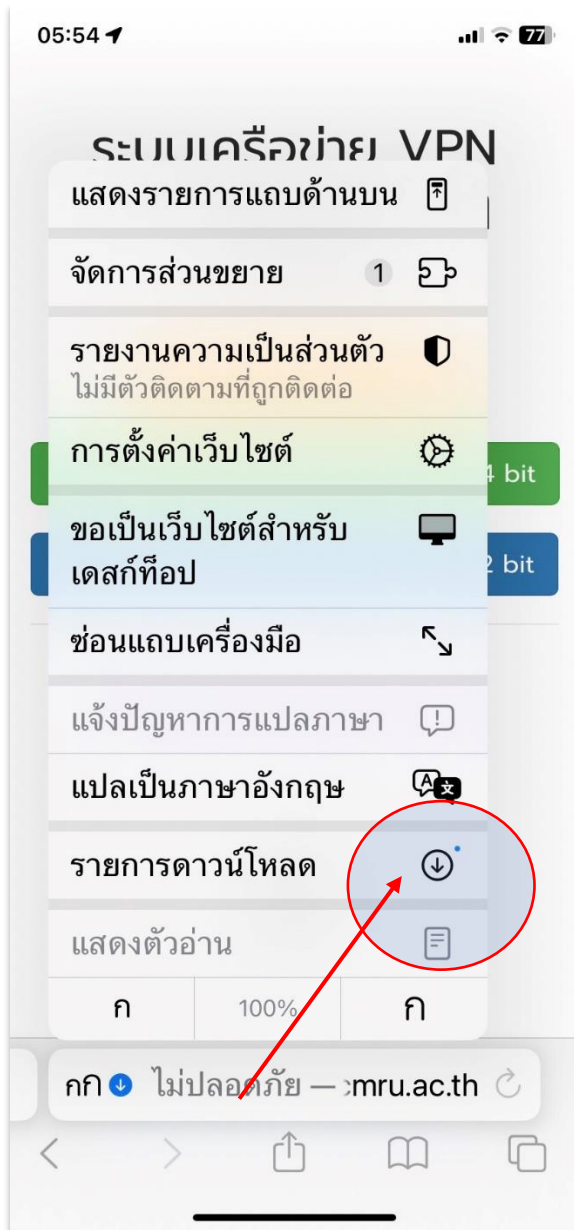 05:54
77
ระบบเครือข่าย VPN
แสดงรายการแถบด้านบน
จัดการส่วนขยาย 1
รายงานความเป็นส่วนตัว
ไม่มีตัวติดตามที่ถูกติดต่อ
การตั้งค่าเว็บไซต์
4 bit
ขอเป็นเว็บไซต์สำหรับ
เดสก์ท็อป
2 bit
ซ่อนแถบเครื่องมือ
แจ้งปัญหาการแปลภาษา
แปลเป็นภาษาอังกฤษ
รายการดาวน์โหลด
แสดงตัวอ่าน
ก 100% ก
กก ไม่ปลอดภัย — cmru.ac.th